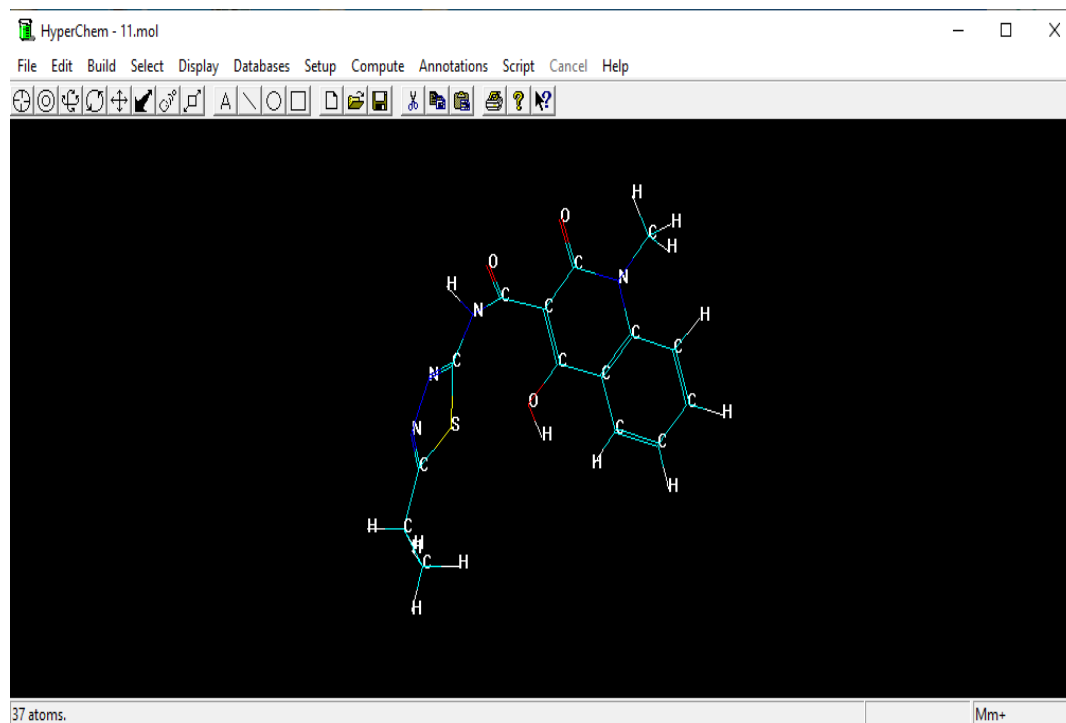 HyperChem - 11.mol
File Edit Build Select Display Databases Setup Compute Annotations Script Cancel Help
A
H
O
H
C
H
C
H
O
N
H
C
N
C
C
H
C
C
C
N
C
C
O
C
H
N
S
C
H
C
C
H
H
H
C
H
H
C
H
H
37 atoms.
Mm+